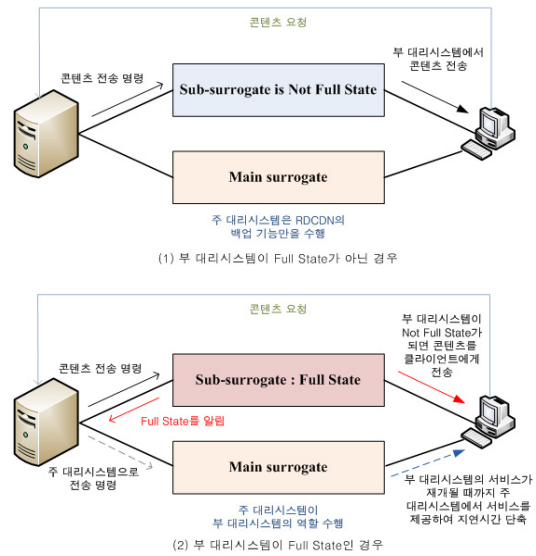 콘텐츠 요청
콘텐츠 전송 명령
부 대리시스템에서
콘텐츠 전송
Sub-surrogate is Not Full State
Main surrogate
주 대리시스템은 RDCDN의
백업 기능만을 수행
(1) 부 대리시스템이 Full State가 아닌 경우
콘텐츠 요청
콘텐츠 전송 명령
부 대리시스템이
Not Full State가
되면 콘텐츠를
클라이언트에게
전송
Sub-surrogate : Full State
Full State를 알림
주 대리시스템으로
전송 명령
Main surrogate
부 대리시스템의 서비스가
재개될 때까지 주
대리시스템에서 서비스를
제공하여 지연시간 단축
주 대리시스템이
부 대리시스템의 역할 수행
(2) 부 대리시스템이 Full State인 경우